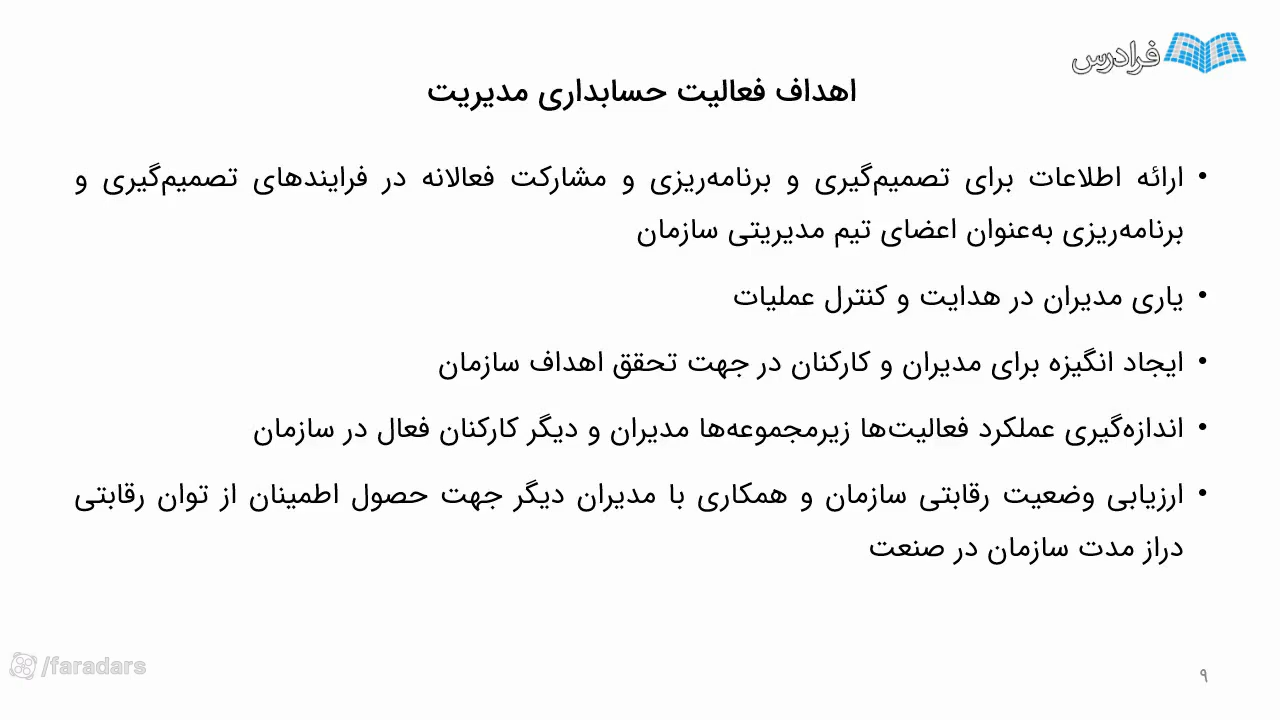 فرادرس
اهداف فعالیت حسابداری مدیریت
• ارائه اطلاعات برای تصمیم‌گیری و برنامه‌ریزی و مشارکت فعالانه در فرایندهای تصمیم‌گیری و
برنامه‌ریزی به‌عنوان اعضای تیم مدیریتی سازمان
• یاری مدیران در هدایت و کنترل عملیات
• ایجاد انگیزه برای مدیران و کارکنان در جهت تحقق اهداف سازمان
• اندازه‌گیری عملکرد فعالیت‌ها زیرمجموعه‌ها مدیران و دیگر کارکنان فعال در سازمان
• ارزیابی وضعیت رقابتی سازمان و همکاری با مدیران دیگر جهت حصول اطمینان از توان رقابتی
دراز مدت سازمان در صنعت
/faradars
۹